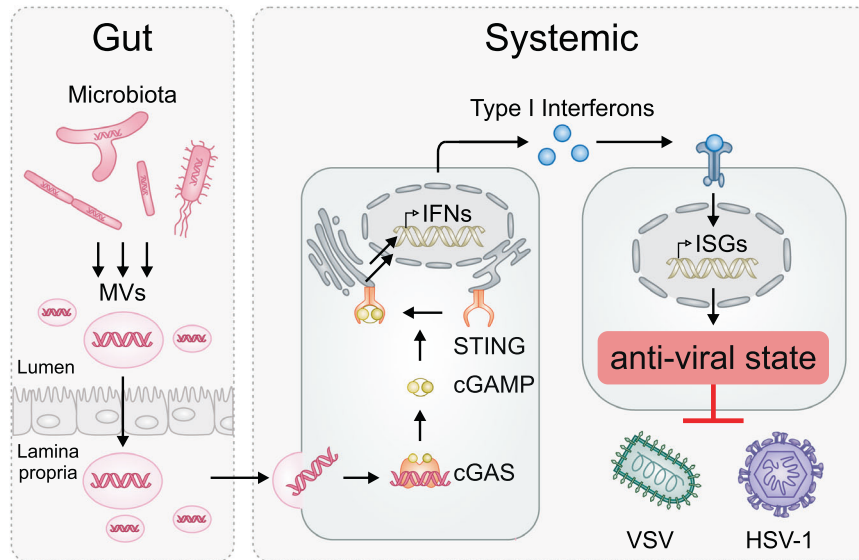 Gut
Microbiota
MVs
Lumen
Lamina
propria
Systemic
Type I Interferons
IFNs
STING
cGAMP
cGAS
ISGs
anti-viral state
VSV
HSV-1